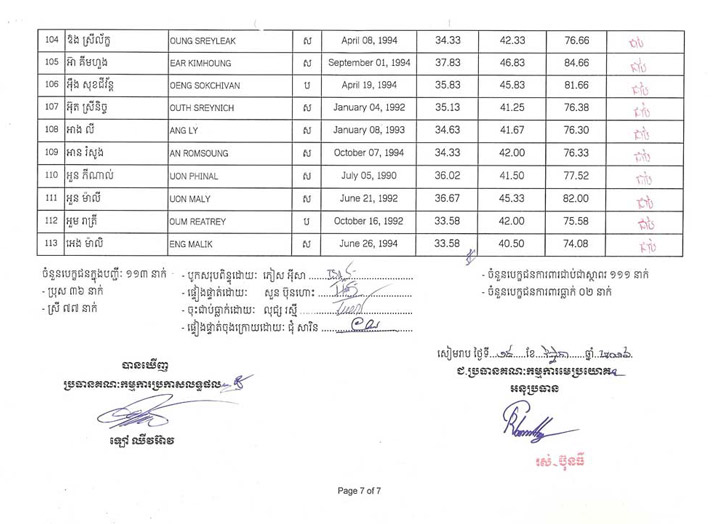 104 ឱង ស្រីល័ក្ខ OUNG SREYLEAK ស April 08, 1994 34.33 42.33 76.66 ជាប់
105 អ៊ា គីមហួង EAR KIMHOUNG ស September 01, 1994 37.83 46.83 84.66 ជាប់
106 អ៊ឹង សុខជីវ័ន្ត OENG SOKCHIVAN ប April 19, 1994 35.83 45.83 81.66 ជាប់
107 អ៊ុត ស្រីនិច្ច OUTH SREYNICH ស January 04, 1992 35.13 41.25 76.38 ជាប់
108 អាង លី ANG LY ស January 08, 1993 34.63 41.67 76.30 ជាប់
109 អាន រំសួង AN ROMSOUNG ស October 07, 1994 34.33 42.00 76.33 ជាប់
110 អួន ភីណាល់ UON PHINAL ស July 05, 1990 36.02 41.50 77.52 ជាប់
111 អួន ម៉ាលី UON MALY ស June 21, 1992 36.67 45.33 82.00 ជាប់
112 អួម រាត្រី OUM REATREY ប October 16, 1992 33.58 42.00 75.58 ជាប់
113 អេង ម៉ាលិ ENG MALIK ស June 26, 1994 33.58 40.50 74.08 ជាប់
ចំនួនបេក្ខជនក្នុងបញ្ជីៈ ១១៣ នាក់ - បូកសរុបពិន្ទុដោយៈ កឿស អ៊ីសា - ចំនួនបេក្ខជនការពារជាប់ជាស្ថាពរ ១១១ នាក់
- ប្រុស ៣៦ នាក់ - ផ្ទៀងផ្ទាត់ដោយៈ សួន ប៊ុនហោះ - ចំនួនបេក្ខជនការពារធ្លាក់ ០២ នាក់
- ស្រី ៧៧ នាក់ - ចុះជាប់ធ្លាក់ដោយៈ លុជ្ស រស្មី
- ផ្ទៀងផ្ទាត់ចុងក្រោយដោយៈ ជុំ សាវិន
សៀមរាប ថ្ងៃទី ខែ ឆ្នាំ
បានឃើញ
ជ.ប្រធានគណៈកម្មការមេប្រយោគ
ប្រធានគណៈកម្មការប្រកាសលទ្ធផល
អនុប្រធាន
ឡៅ ឈីវអ៊ាវ
រស់ ប៊ុនធី
Page 7 of 7